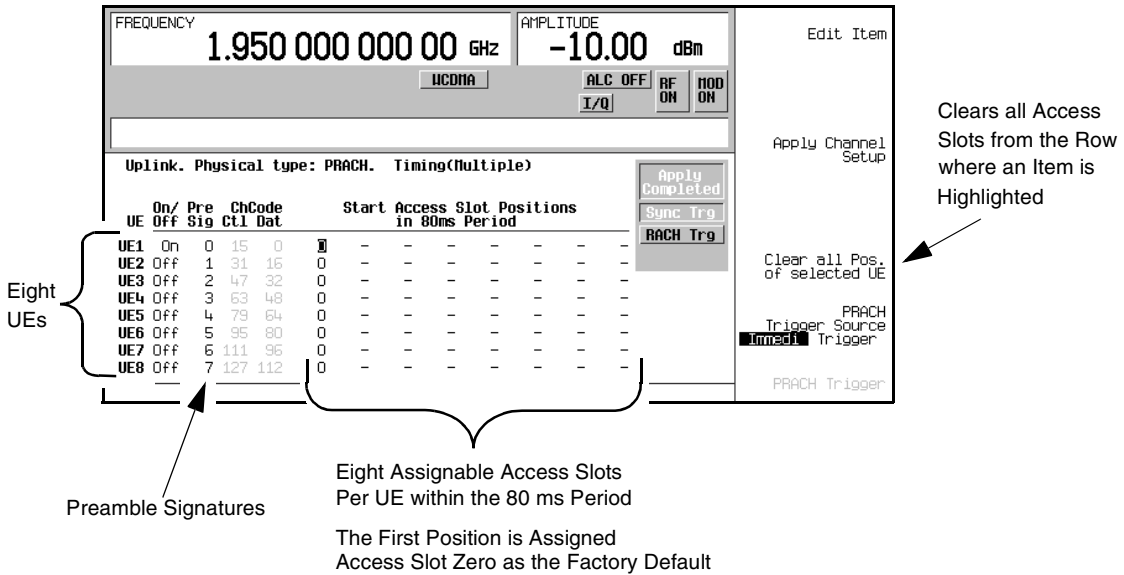 FREQUENCY
1.950 000 000 00 GHz
AMPLITUDE
-10.00 dBm
WCDMA
ALC OFF
I/Q
RF ON
MOD ON
Uplink. Physical type: PRACH. Timing(Multiple)
On/ Pre ChCode Start Access Slot Positions
UE Off Sig Ctl Dat in 80ms Period
UE1 On 0 15 0 0 - - - - - - -
UE2 Off 1 31 16 0 - - - - - - -
UE3 Off 2 47 32 0 - - - - - - -
UE4 Off 3 63 48 0 - - - - - - -
UE5 Off 4 79 64 0 - - - - - - -
UE6 Off 5 95 80 0 - - - - - - -
UE7 Off 6 111 96 0 - - - - - - -
UE8 Off 7 127 112 0 - - - - - - -
Apply
Completed
Sync Trg
RACH Trg
Edit Item
Apply Channel
Setup
Clear all Pos.
of selected UE
PRACH
Trigger Source
Immedi Trigger
PRACH Trigger
Clears all Access
Slots from the Row
where an Item is
Highlighted
Eight
UEs
Preamble Signatures
Eight Assignable Access Slots
Per UE within the 80 ms Period
The First Position is Assigned
Access Slot Zero as the Factory Default